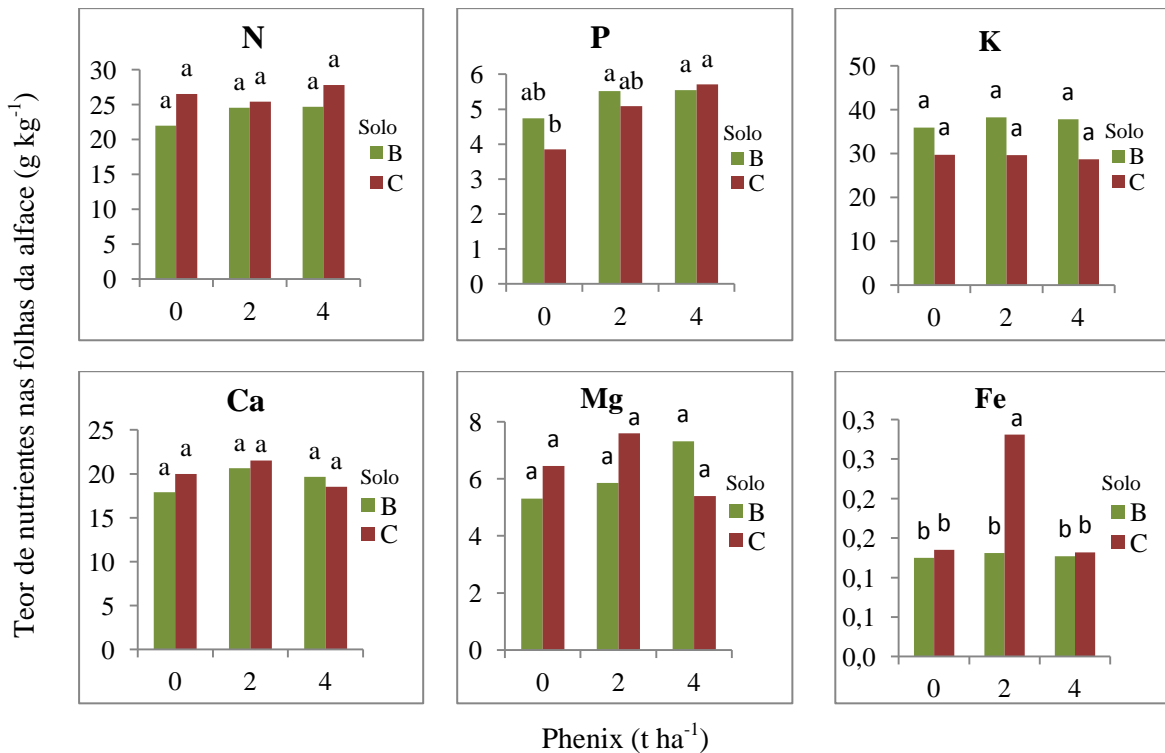 Teor de nutrientes nas folhas da alface (g kg⁻¹)
N
a a a a a a
30
25
20
15
10
5
0
0 2 4
Solo
B
C
P
ab b a ab a a
6
5
4
3
2
1
0
0 2 4
Solo
B
C
K
a a a a a a
50
40
30
20
10
0
0 2 4
Solo
B
C
Ca
a a a a a a
25
20
15
10
5
0
0 2 4
Solo
B
C
Mg
a a a a a a
8
6
4
2
0
0 2 4
Solo
B
C
Fe
b b b a b b
0,3
0,3
0,2
0,2
0,1
0,1
0,0
0 2 4
Solo
B
C
Phenix (t ha⁻¹)